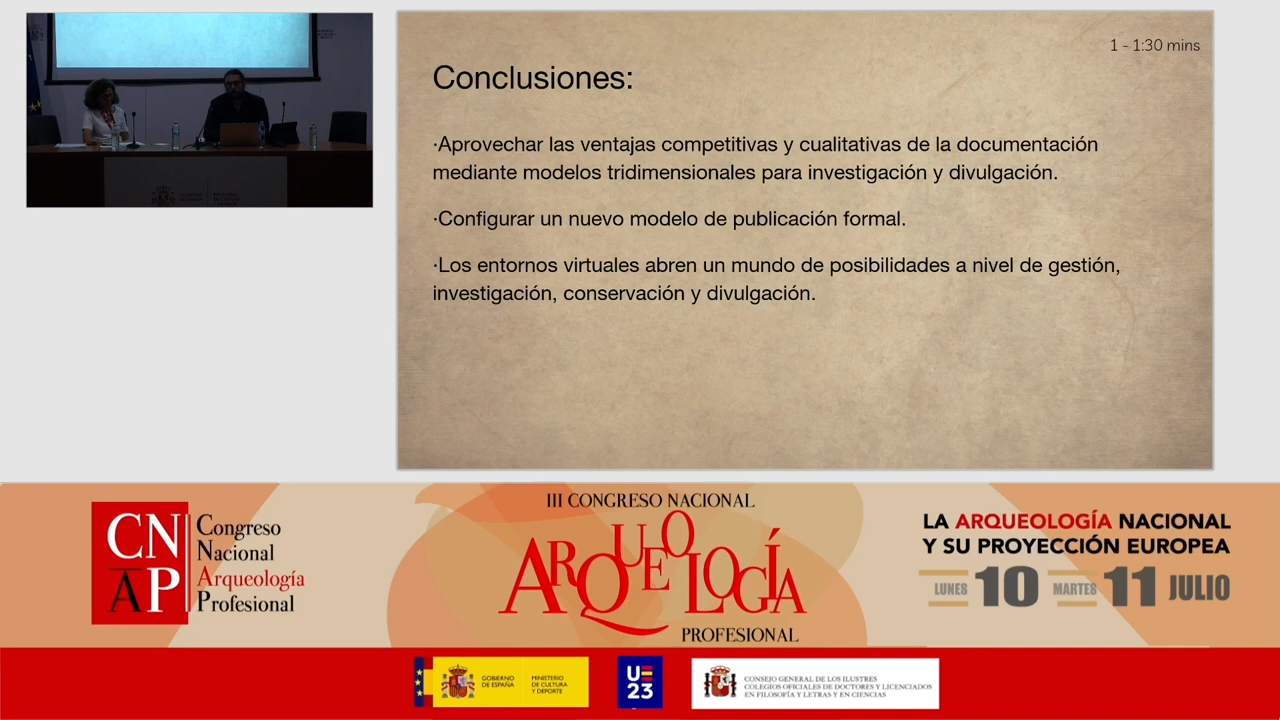 1 - 1:30 mins
Conclusiones:
·Aprovechar las ventajas competitivas y cualitativas de la documentación
mediante modelos tridimensionales para investigación y divulgación.
·Configurar un nuevo modelo de publicación formal.
·Los entornos virtuales abren un mundo de posibilidades a nivel de gestión,
investigación, conservación y divulgación.
CN
AP
Congreso
Nacional
Arqueología
Profesional
III CONGRESO NACIONAL
ARQUEOLOGÍA
PROFESIONAL
LA ARQUEOLOGÍA NACIONAL
Y SU PROYECCIÓN EUROPEA
LUNES 10 MARTES 11 JULIO
GOBIERNO
DE ESPAÑA
MINISTERIO
DE CULTURA
Y DEPORTE
UE
23
CONSEJO GENERAL DE LOS ILUSTRES
COLEGIOS OFICIALES DE DOCTORES Y LICENCIADOS
EN FILOSOFÍA Y LETRAS Y EN CIENCIAS